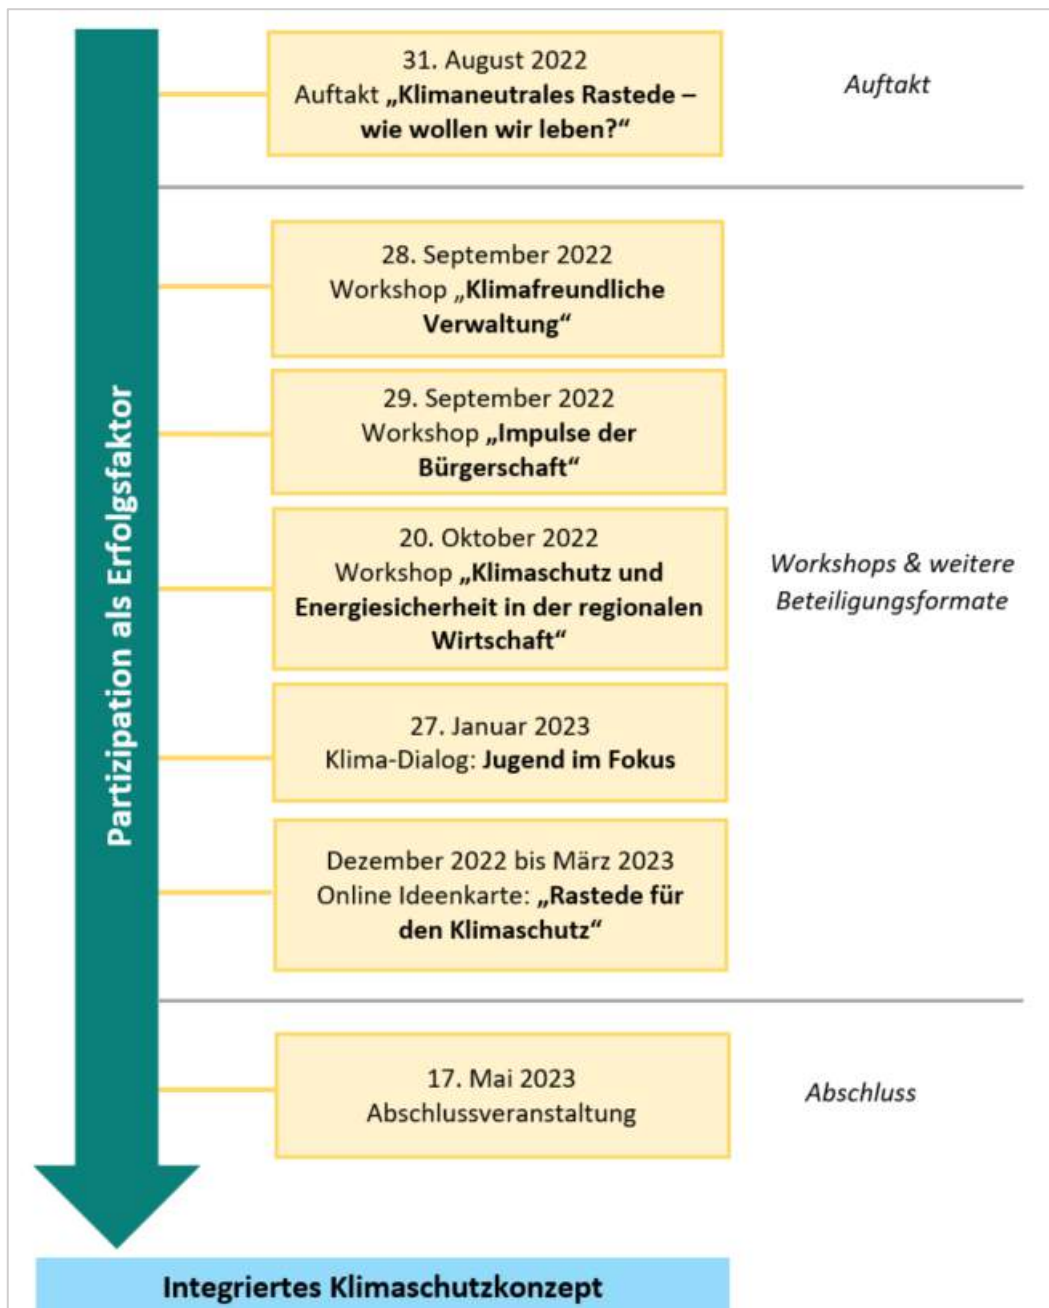 31. August 2022
Auftakt „Klimaneutrales Rastede –
wie wollen wir leben?“
Auftakt
28. September 2022
Workshop „Klimafreundliche
Verwaltung“
29. September 2022
Workshop „Impulse der
Bürgerschaft“
20. Oktober 2022
Workshop „Klimaschutz und
Energiesicherheit in der regionalen
Wirtschaft“
27. Januar 2023
Klima-Dialog: Jugend im Fokus
Dezember 2022 bis März 2023
Online Ideenkarte: „Rastede für
den Klimaschutz“
Workshops & weitere
Beteiligungsformate
17. Mai 2023
Abschlussveranstaltung
Abschluss
Partizipation als Erfolgsfaktor
Integriertes Klimaschutzkonzept